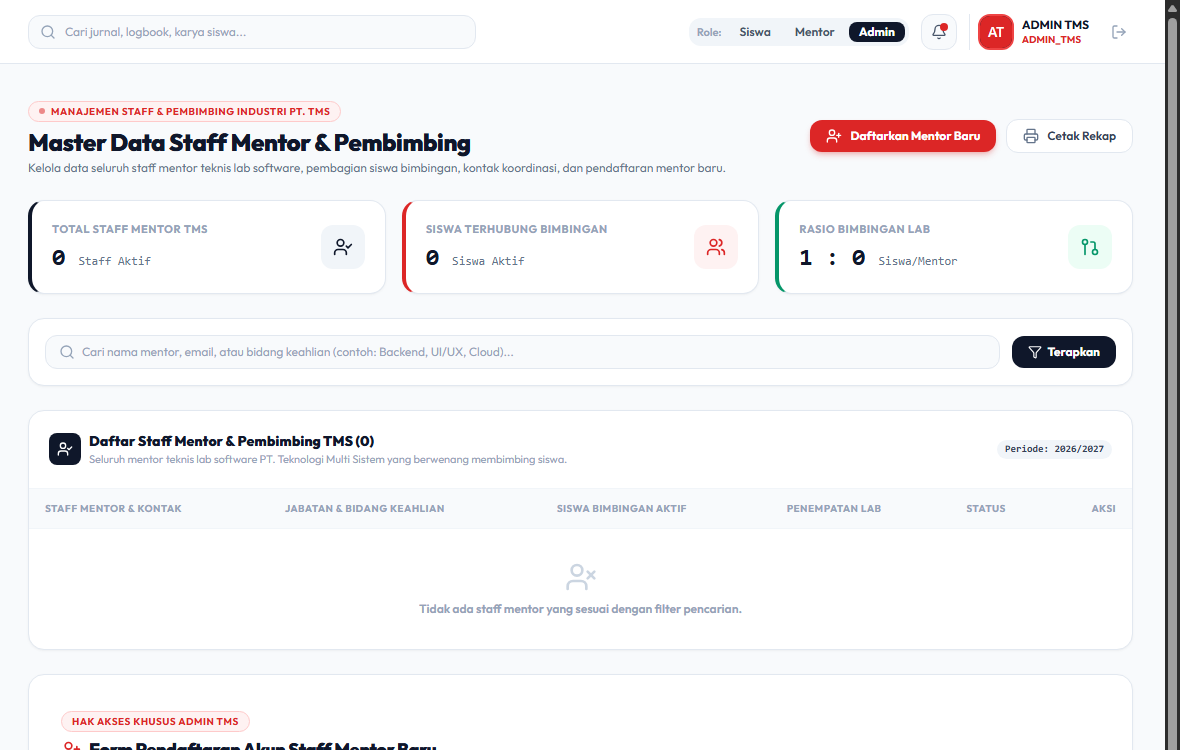 Cari jurnal, logbook, karya siswa...
Role: Siswa Mentor Admin
AT
ADMIN TMS
ADMIN_TMS
MANAJEMEN STAFF & PEMBIMBING INDUSTRI PT. TMS
Master Data Staff Mentor & Pembimbing
Kelola data seluruh staff mentor teknis lab software, pembagian siswa bimbingan, kontak koordinasi, dan pendaftaran mentor baru.
Daftarkan Mentor Baru
Cetak Rekap
TOTAL STAFF MENTOR TMS
0 Staff Aktif
SISWA TERHUBUNG BIMBINGAN
0 Siswa Aktif
RASIO BIMBINGAN LAB
1 : 0 Siswa/Mentor
Cari nama mentor, email, atau bidang keahlian (contoh: Backend, UI/UX, Cloud)...
Terapkan
Daftar Staff Mentor & Pembimbing TMS (0)
Seluruh mentor teknis lab software PT. Teknologi Multi Sistem yang berwenang membimbing siswa.
Periode: 2026/2027
STAFF MENTOR & KONTAK JABATAN & BIDANG KEAHLIAN SISWA BIMBINGAN AKTIF PENEMPATAN LAB STATUS AKSI
Tidak ada staff mentor yang sesuai dengan filter pencarian.
HAK AKSES KHUSUS ADMIN TMS
Form Pendaftaran Akun Staff Mentor Baru